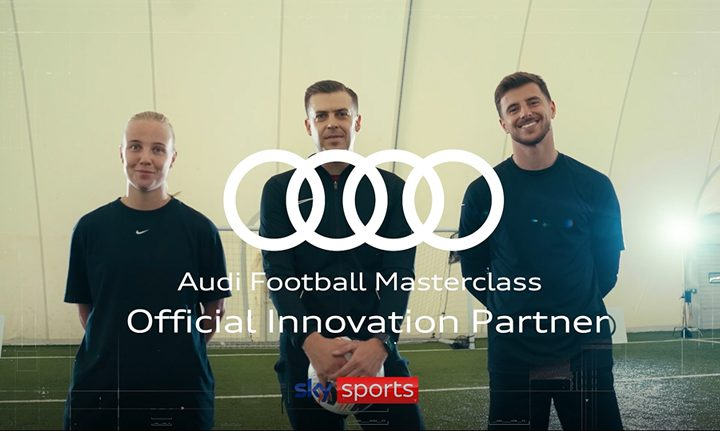 Audi Football Masterclass
Official Innovation Partner
sky sports